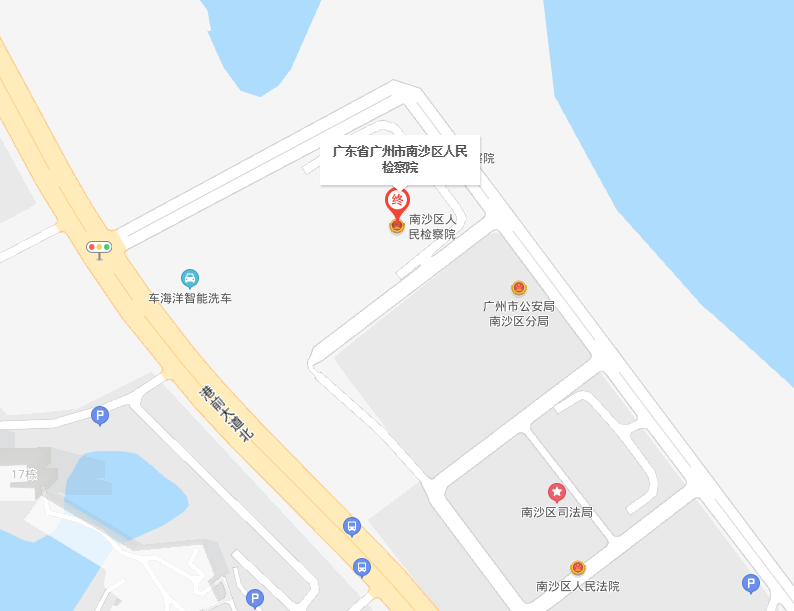 广东省广州市南沙区人民
检察院
察院
终
南沙区人
民检察院
车海洋智能洗车
广州市公安局
南沙区分局
港前大道北
P
17栋
南沙区司法局
南沙区人民法院
P
P